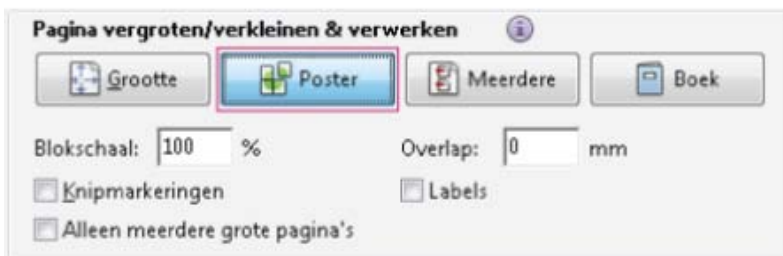 Pagina vergroten/verkleinen & verwerken
Grootte Poster Meerdere Boek
Blokschaal: 100 % Overlap: 0 mm
Knipmarkeringen Labels
Alleen meerdere grote pagina's